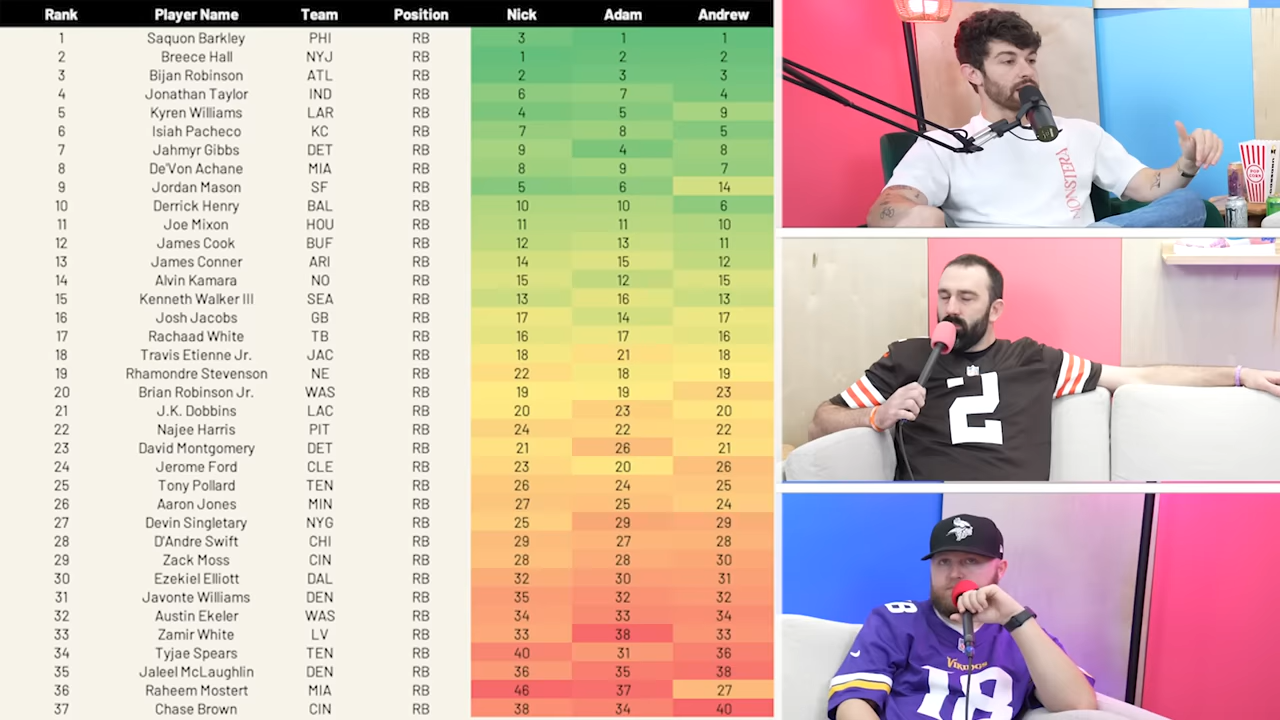 Rank Player Name Team Position Nick Adam Andrew
1 Saquon Barkley PHI RB 3 1 1
2 Breece Hall NYJ RB 1 2 2
3 Bijan Robinson ATL RB 2 3 3
4 Jonathan Taylor IND RB 6 7 4
5 Kyren Williams LAR RB 4 5 9
6 Isiah Pacheco KC RB 7 8 5
7 Jahmyr Gibbs DET RB 9 4 8
8 De'Von Achane MIA RB 8 9 7
9 Jordan Mason SF RB 5 6 14
10 Derrick Henry BAL RB 10 10 6
11 Joe Mixon HOU RB 11 11 10
12 James Cook BUF RB 12 13 11
13 James Conner ARI RB 14 15 12
14 Alvin Kamara NO RB 15 12 15
15 Kenneth Walker III SEA RB 13 16 13
16 Josh Jacobs GB RB 17 14 17
17 Rachaad White TB RB 16 17 16
18 Travis Etienne Jr. JAC RB 18 21 18
19 Rhamondre Stevenson NE RB 22 18 19
20 Brian Robinson Jr. WAS RB 19 19 23
21 J.K. Dobbins LAC RB 20 23 20
22 Najee Harris PIT RB 24 22 22
23 David Montgomery DET RB 21 26 21
24 Jerome Ford CLE RB 23 20 26
25 Tony Pollard TEN RB 26 24 25
26 Aaron Jones MIN RB 27 25 24
27 Devin Singletary NYG RB 25 29 29
28 D'Andre Swift CHI RB 29 27 28
29 Zack Moss CIN RB 28 28 30
30 Ezekiel Elliott DAL RB 32 30 31
31 Javonte Williams DEN RB 35 32 32
32 Austin Ekeler WAS RB 34 33 34
33 Zamir White LV RB 33 38 33
34 Tyjae Spears TEN RB 40 31 36
35 Jaleel McLaughlin DEN RB 36 35 38
36 Raheem Mostert MIA RB 46 37 27
37 Chase Brown CIN RB 38 34 40
MONSTERA
POP CORN
2
8
VIKINGS
18